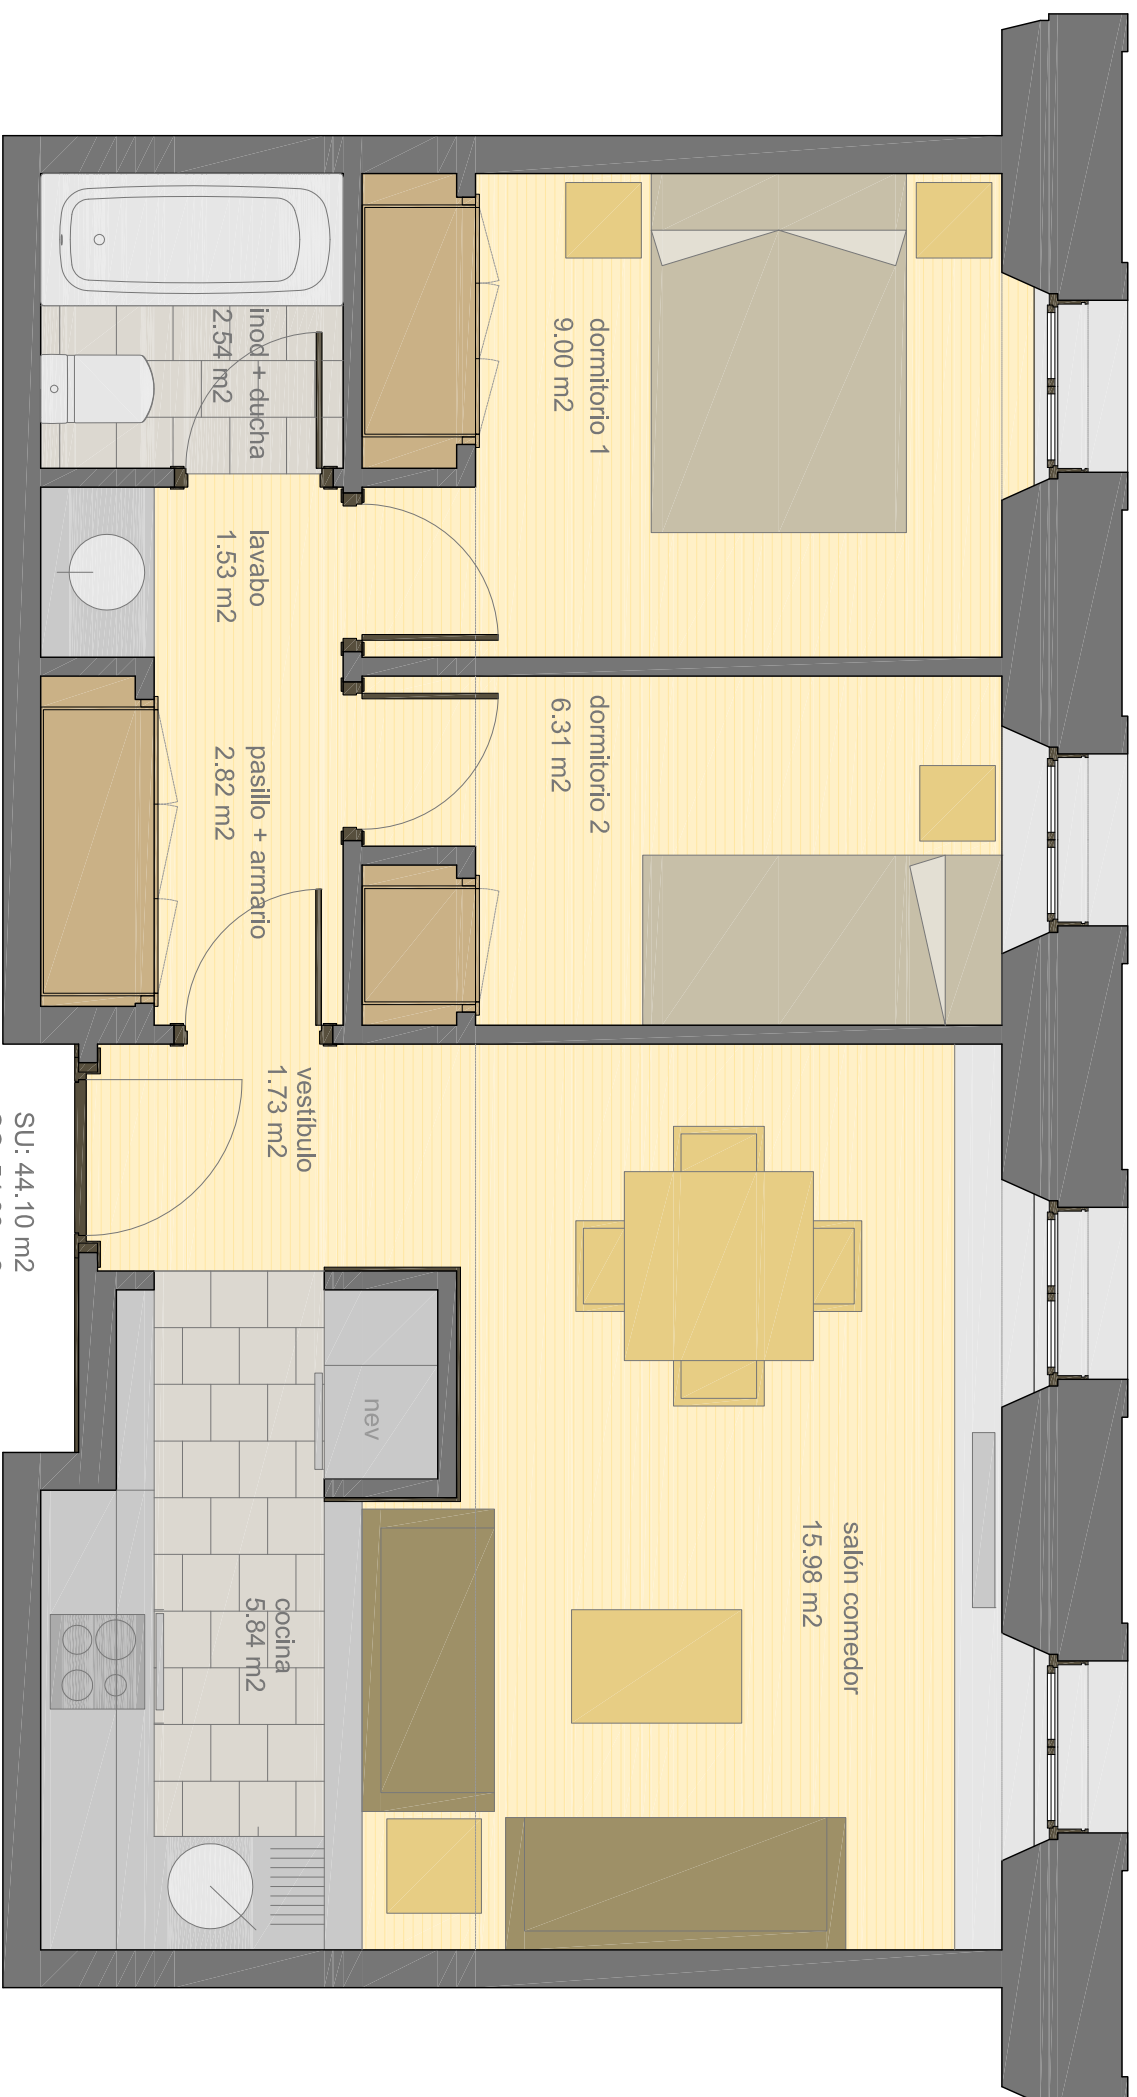 dormitorio 1
9.00 m2
inod + ducha
2.54 m2
lavabo
1.53 m2
dormitorio 2
6.31 m2
pasillo + armario
2.82 m2
vestíbulo
1.73 m2
salón comedor
15.98 m2
nev
cocina
5.84 m2
SU: 44.10 m2